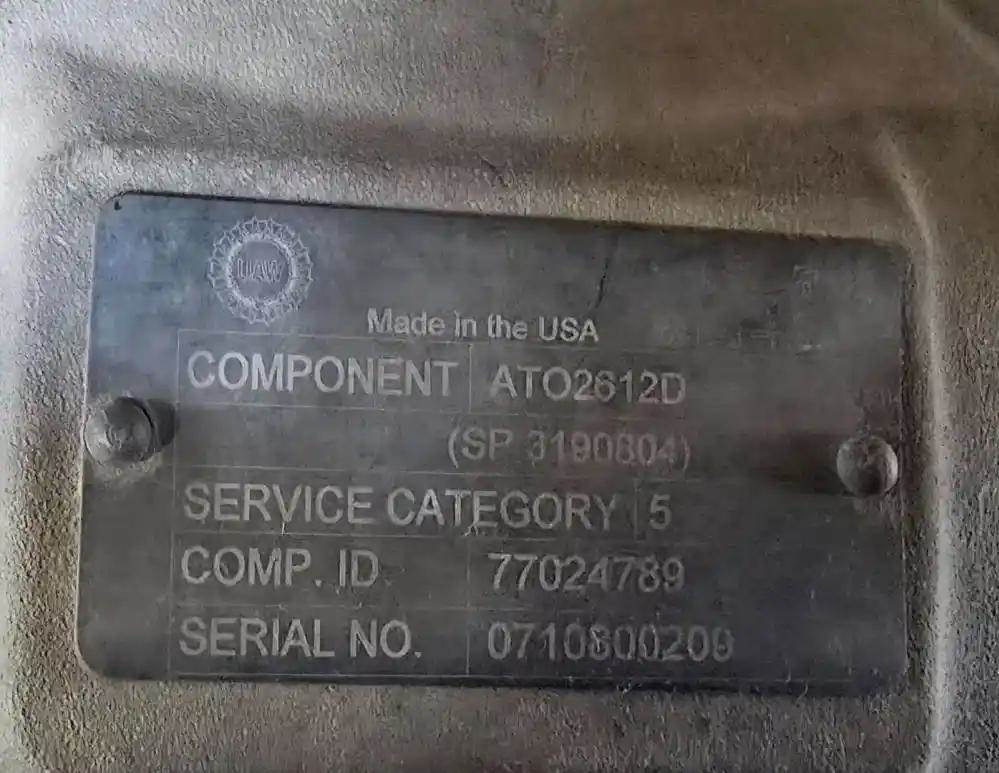 UAW
Made in the USA
COMPONENT ATO2612D
(SP 3190804)
SERVICE CATEGORY 5
COMP. ID 77024789
SERIAL NO. 0710800209